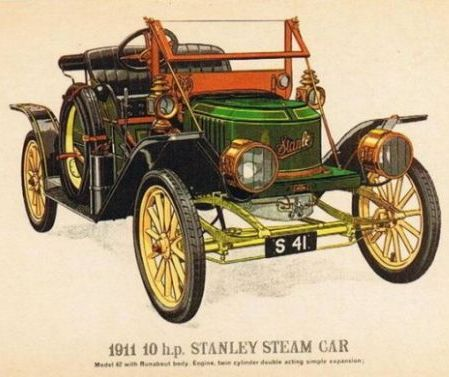 Stanley
S 41.
1911 10 h.p. STANLEY STEAM CAR
Model 62 with Runabout body. Engine, twin cylinder double acting simple expansion;